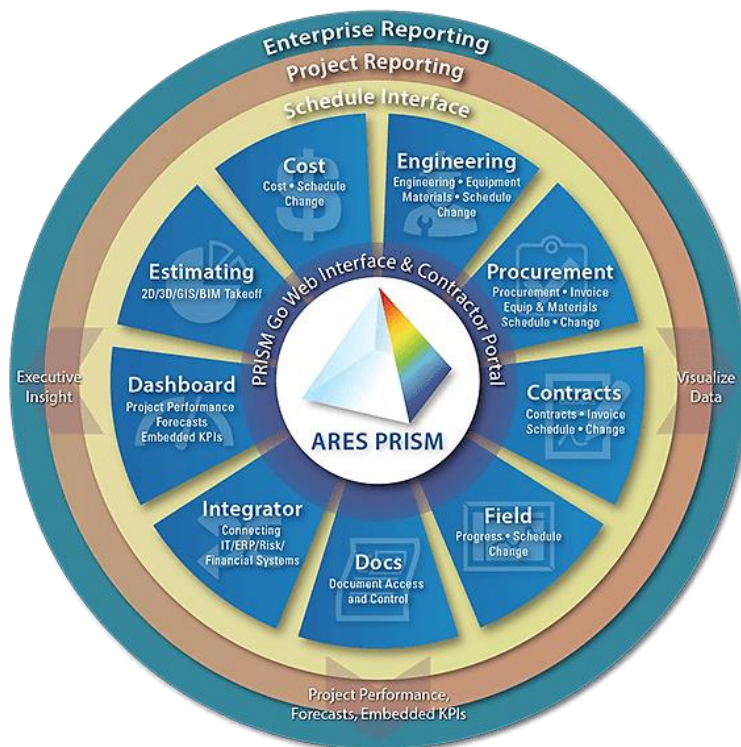 Enterprise Reporting
Project Reporting
Schedule Interface
Cost
Cost • Schedule
Change
Engineering
Engineering • Equipment
Materials • Schedule
Change
Procurement
Procurement • Invoice
Equip & Materials
Schedule • Change
Contracts
Contracts • Invoice
Schedule • Change
Field
Progress • Schedule
Change
Docs
Document Access
and Control
Integrator
Connecting
IT/ERP/Risk/
Financial Systems
Dashboard
Project Performance
Forecasts
Embedded KPIs
Estimating
2D/3D/GIS/BIM Takeoff
PRISM Go Web Interface & Contractor Portal
ARES PRISM
Executive
Insight
Visualize
Data
Project Performance,
Forecasts, Embedded KPIs